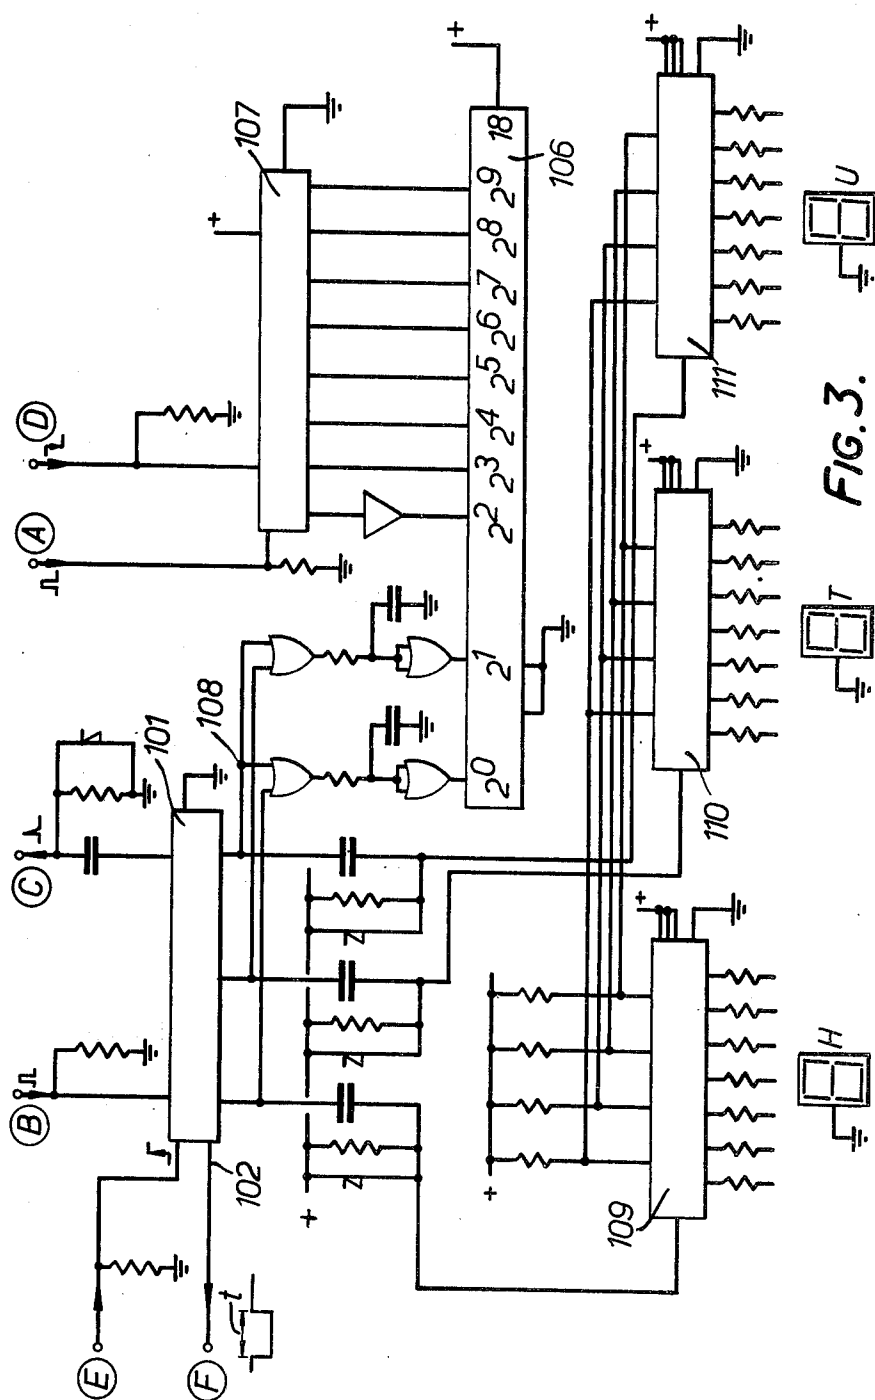 A
D
+
107
B
C
101
108
E
F
102
t
+
2⁰
2¹
2²
2³
2⁴
2⁵
2⁶
2⁷
2⁸
2⁹
18
106
+
+
+
109
+
110
+
111
H
T
U
FIG. 3.